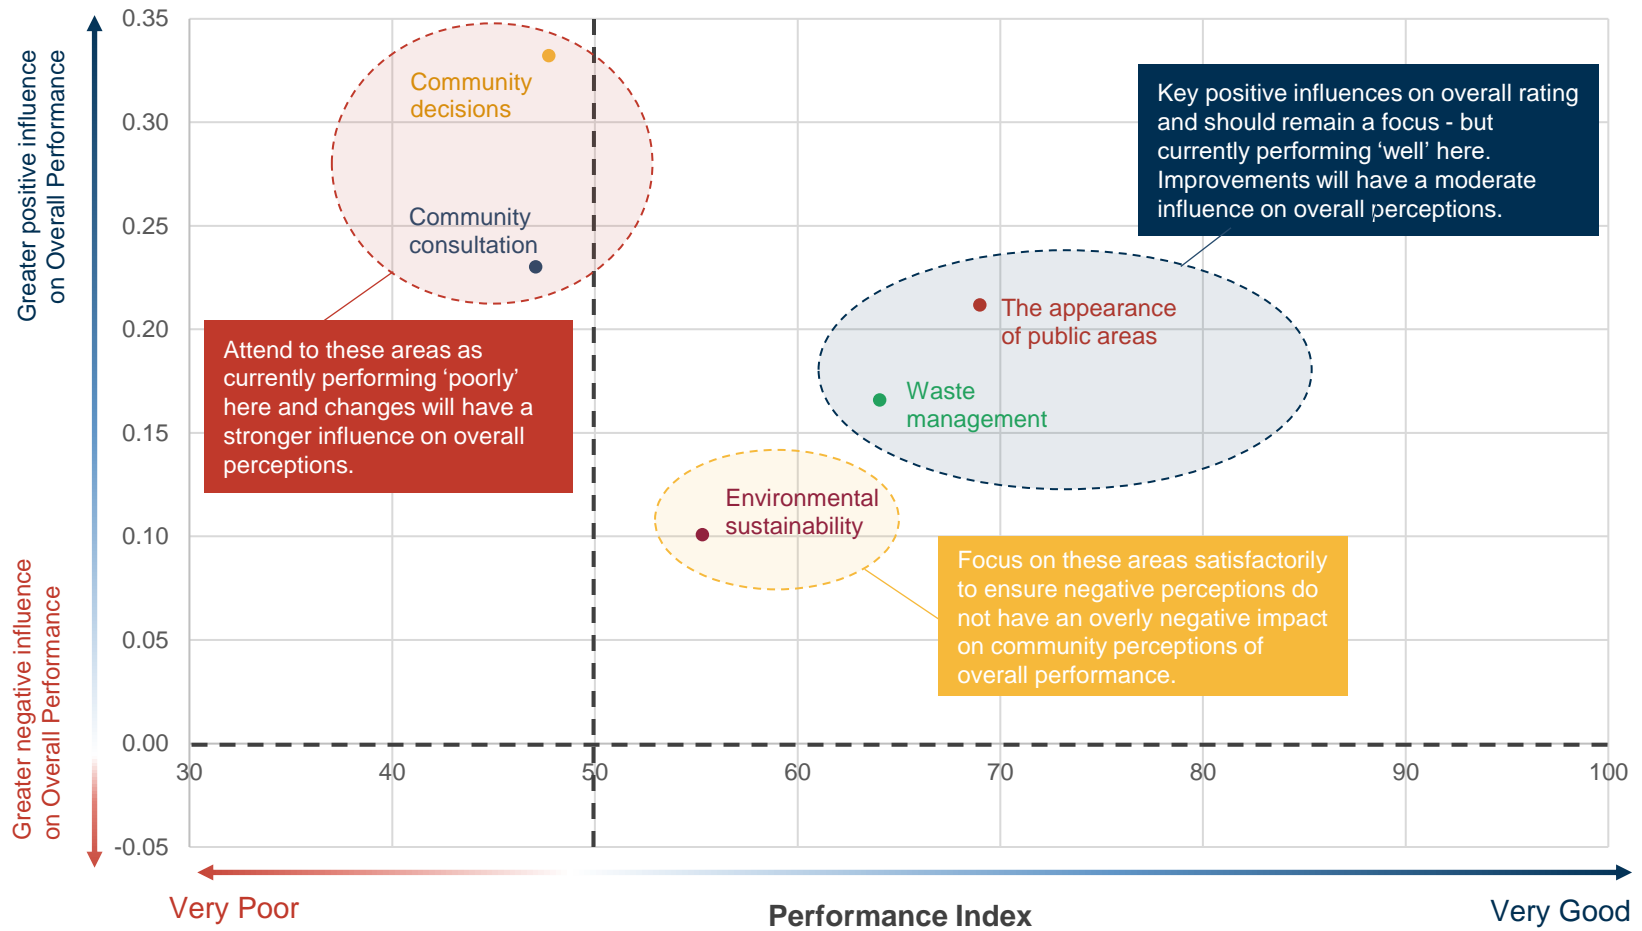 Greater positive influence
on Overall Performance
Greater negative influence
on Overall Performance
0.35
0.30
0.25
0.20
0.15
0.10
0.05
0.00
-0.05
30
40
50
60
70
80
90
100
Community
decisions
Community
consultation
Attend to these areas as
currently performing ‘poorly’
here and changes will have a
stronger influence on overall
perceptions.
Key positive influences on overall rating
and should remain a focus - but
currently performing ‘well’ here.
Improvements will have a moderate
influence on overall perceptions.
The appearance
of public areas
Waste
management
Environmental
sustainability
Focus on these areas satisfactorily
to ensure negative perceptions do
not have an overly negative impact
on community perceptions of
overall performance.
Very Poor
Performance Index
Very Good